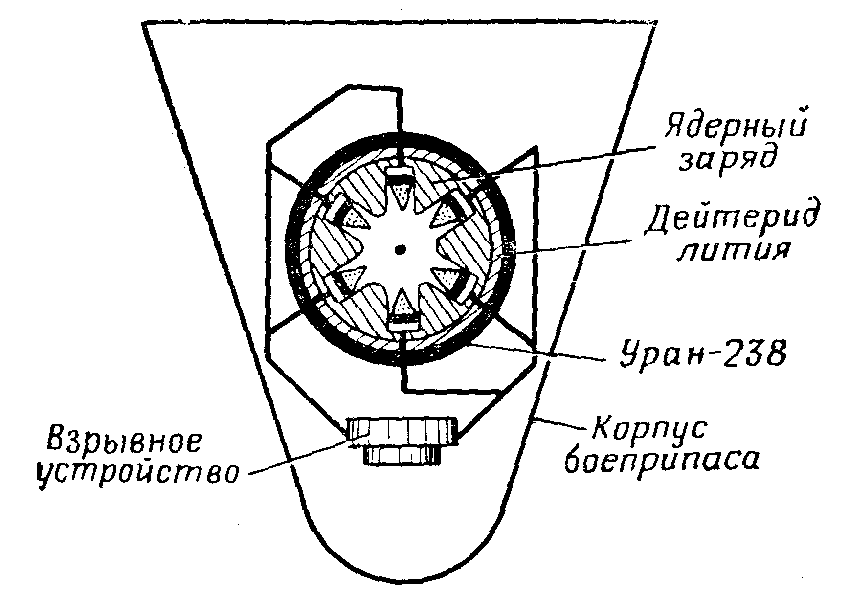 Ядерный
заряд
Дейтерид
лития
Уран-238
Корпус
боеприпаса
Взрывное
устройство